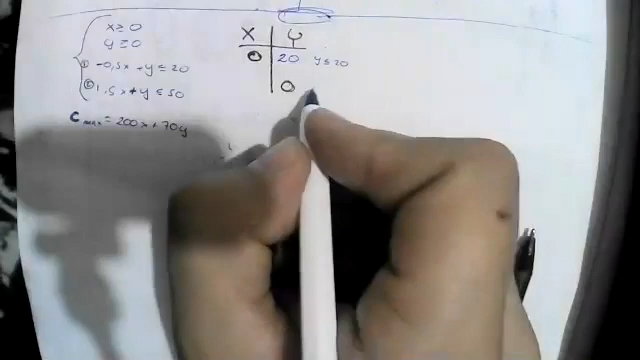 x ≥ 0
y ≥ 0
① -0,5x + y ≤ 20
② 1,5x + y ≤ 50
C max = 200x + 70y
X Y
0 20 y ≤ 20
0